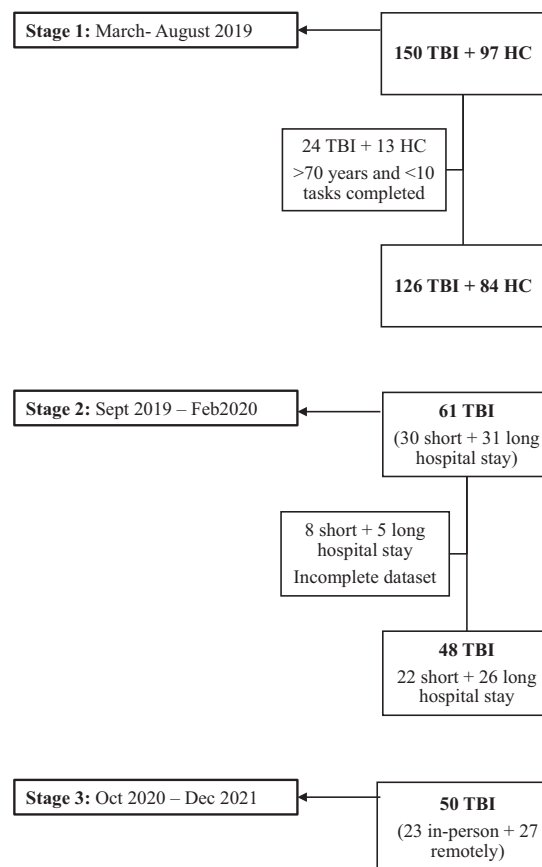 Stage 1: March- August 2019
150 TBI + 97 HC
24 TBI + 13 HC
>70 years and <10
tasks completed
126 TBI + 84 HC
Stage 2: Sept 2019 – Feb2020
61 TBI
(30 short + 31 long
hospital stay)
8 short + 5 long
hospital stay
Incomplete dataset
48 TBI
22 short + 26 long
hospital stay
Stage 3: Oct 2020 – Dec 2021
50 TBI
(23 in-person + 27
remotely)